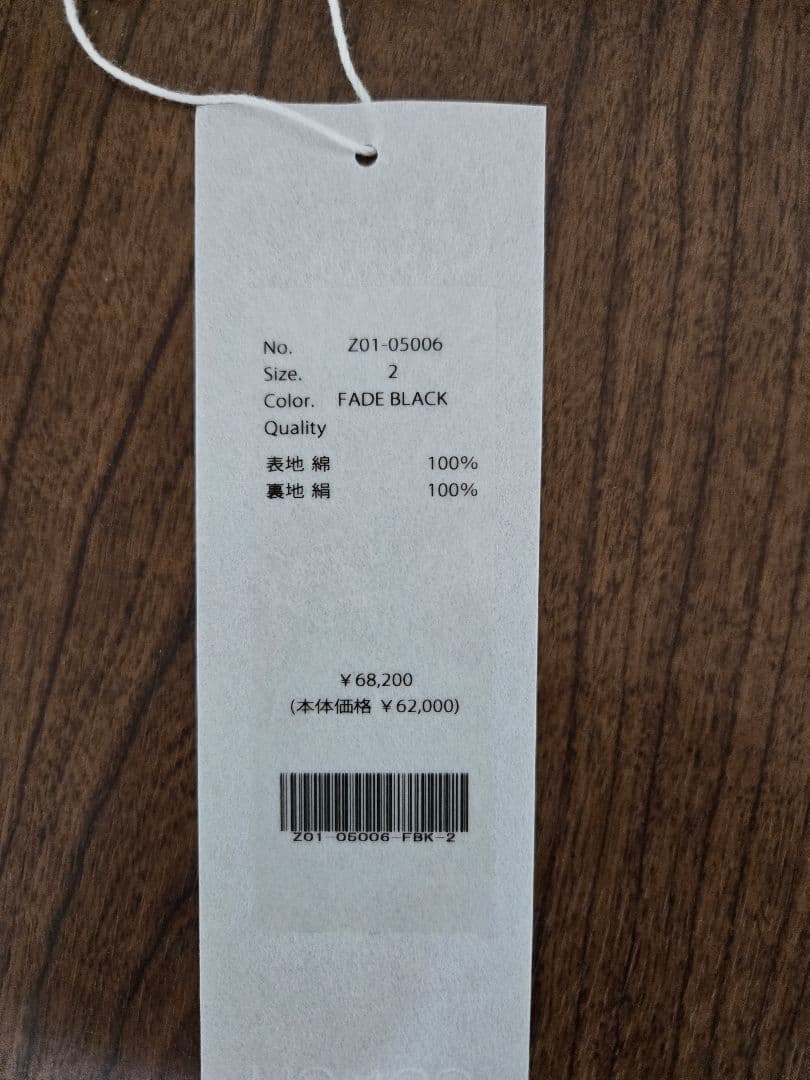 No. Z01-05006
Size. 2
Color. FADE BLACK
Quality
表地 綿 100%
裏地 絹 100%
¥68,200
(本体価格 ¥62,000)
Z01-05006-FBK-2